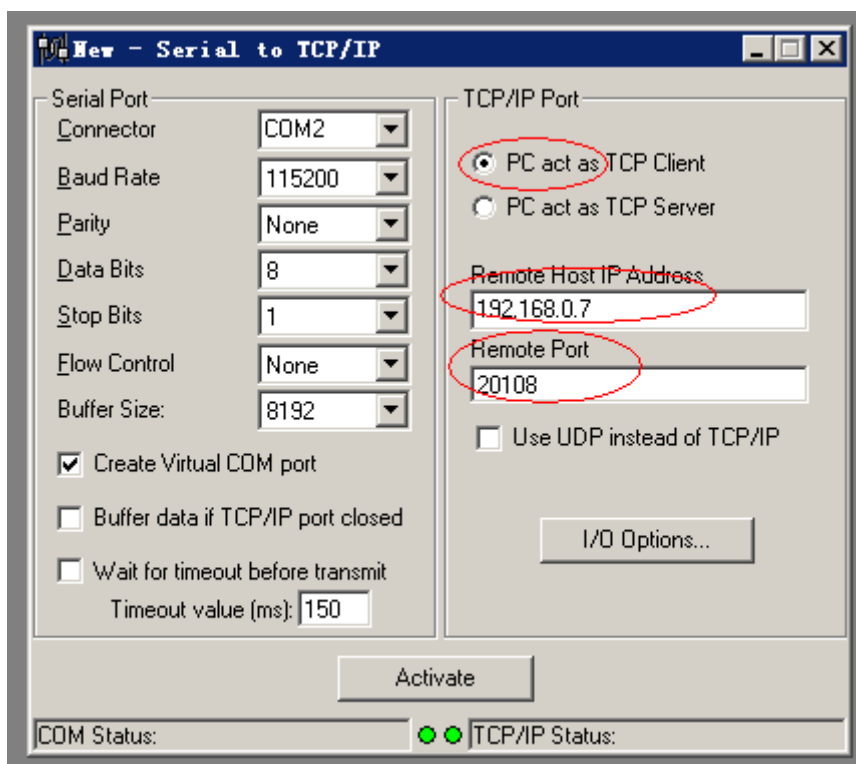 New - Serial to TCP/IP
Serial Port
Connector
COM2
Baud Rate
115200
Parity
None
Data Bits
8
Stop Bits
1
Flow Control
None
Buffer Size:
8192
Create Virtual COM port
Buffer data if TCP/IP port closed
Wait for timeout before transmit
Timeout value (ms): 150
TCP/IP Port
PC act as TCP Client
PC act as TCP Server
Remote Host IP Address
192.168.0.7
Remote Port
20108
Use UDP instead of TCP/IP
I/O Options...
Activate
COM Status:
TCP/IP Status: